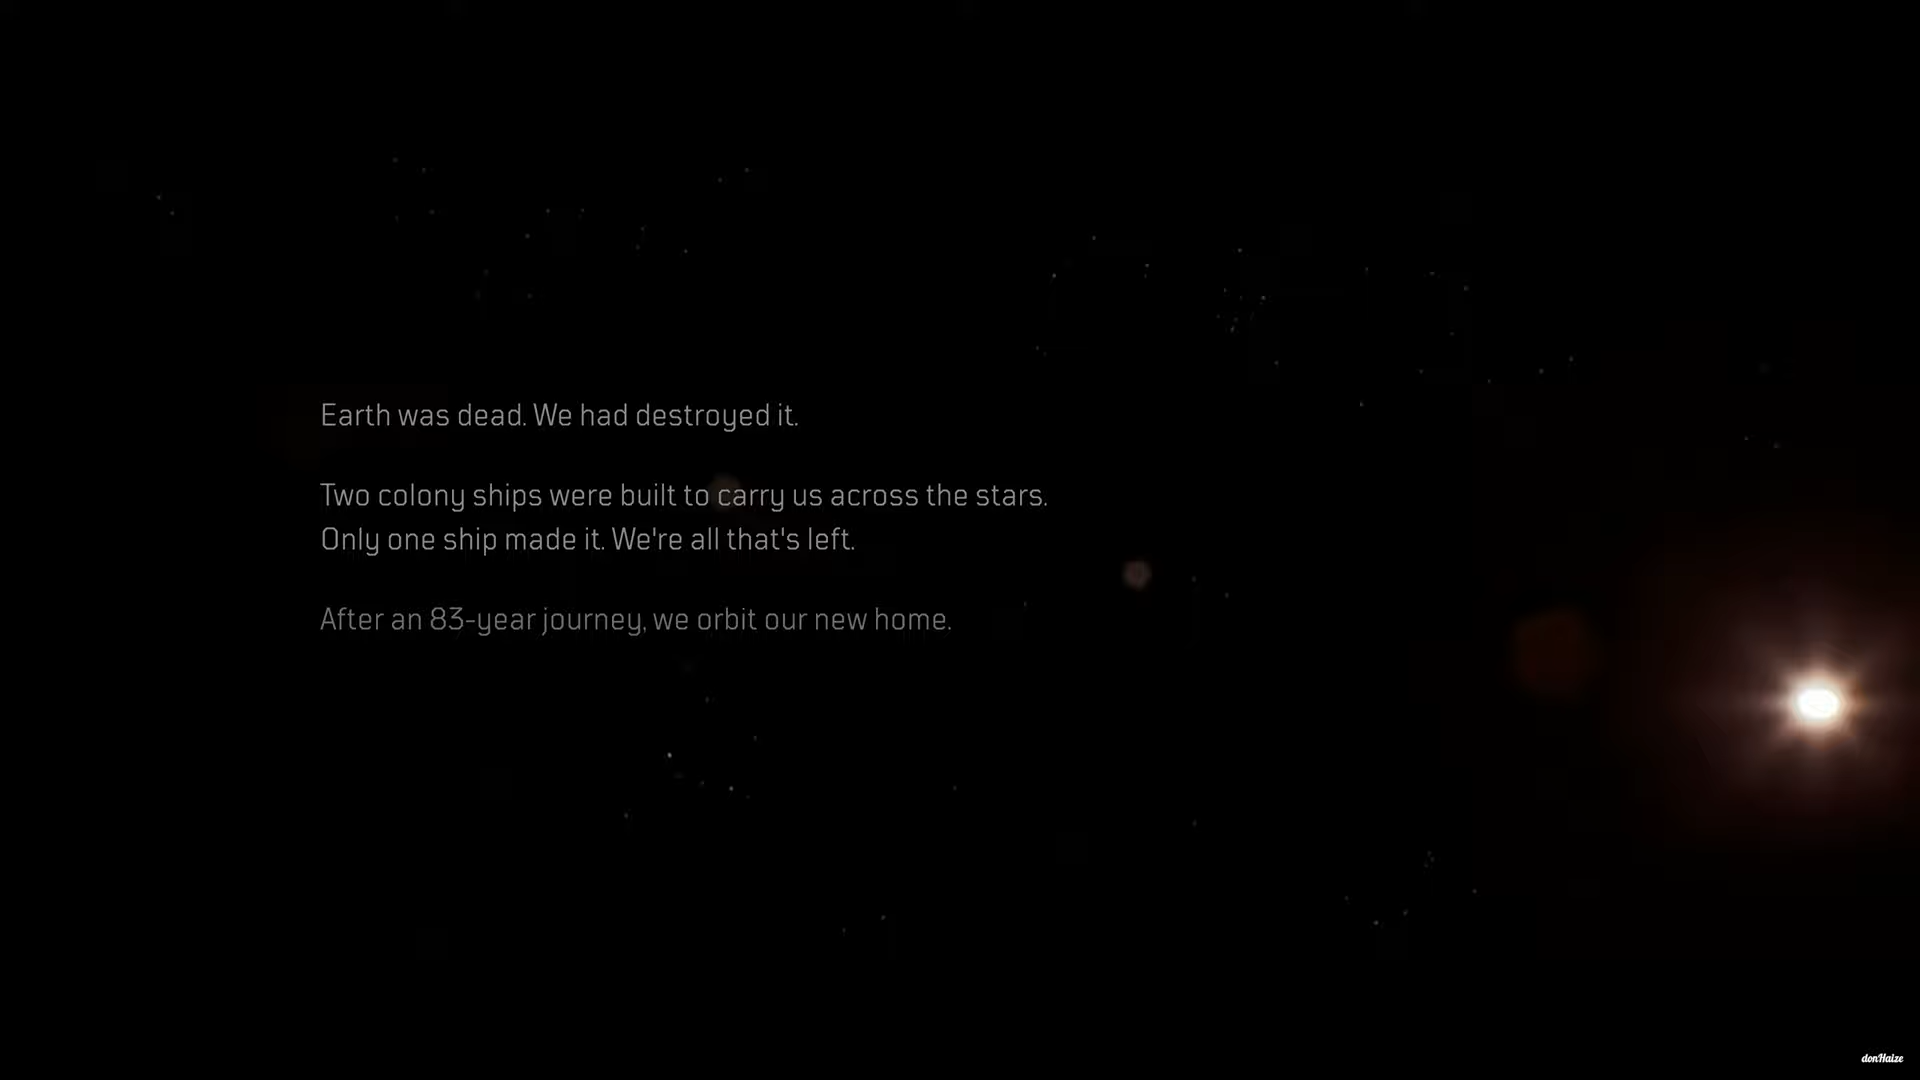 Earth was dead. We had destroyed it.
Two colony ships were built to carry us across the stars.
Only one ship made it. We're all that's left.
After an 83-year journey, we orbit our new home.
donHaize